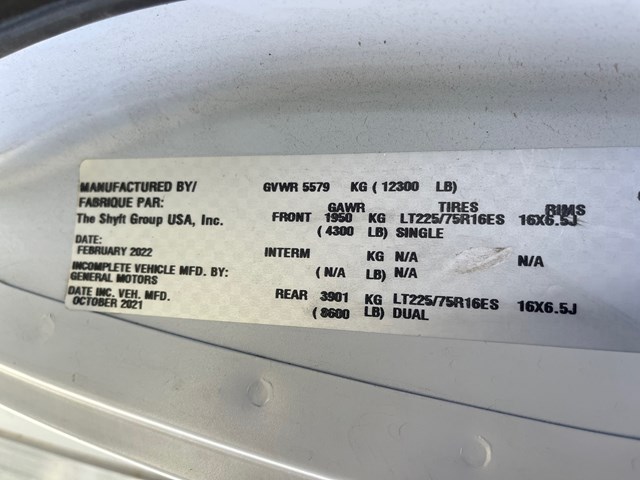 MANUFACTURED BY/ GVWR 5579 KG ( 12300 LB)
FABRIQUE PAR: GAWR TIRES RIMS
The Shyft Group USA, Inc. FRONT 1950 KG LT225/75R16ES 16X6.5J
( 4300 LB) SINGLE
DATE:
FEBRUARY 2022 INTERM KG N/A N/A
INCOMPLETE VEHICLE MFD. BY: ( N/A LB) N/A
GENERAL MOTORS
DATE INC. VEH. MFD. REAR 3901 KG LT225/75R16ES 16X6.5J
OCTOBER 2021 ( 8600 LB) DUAL